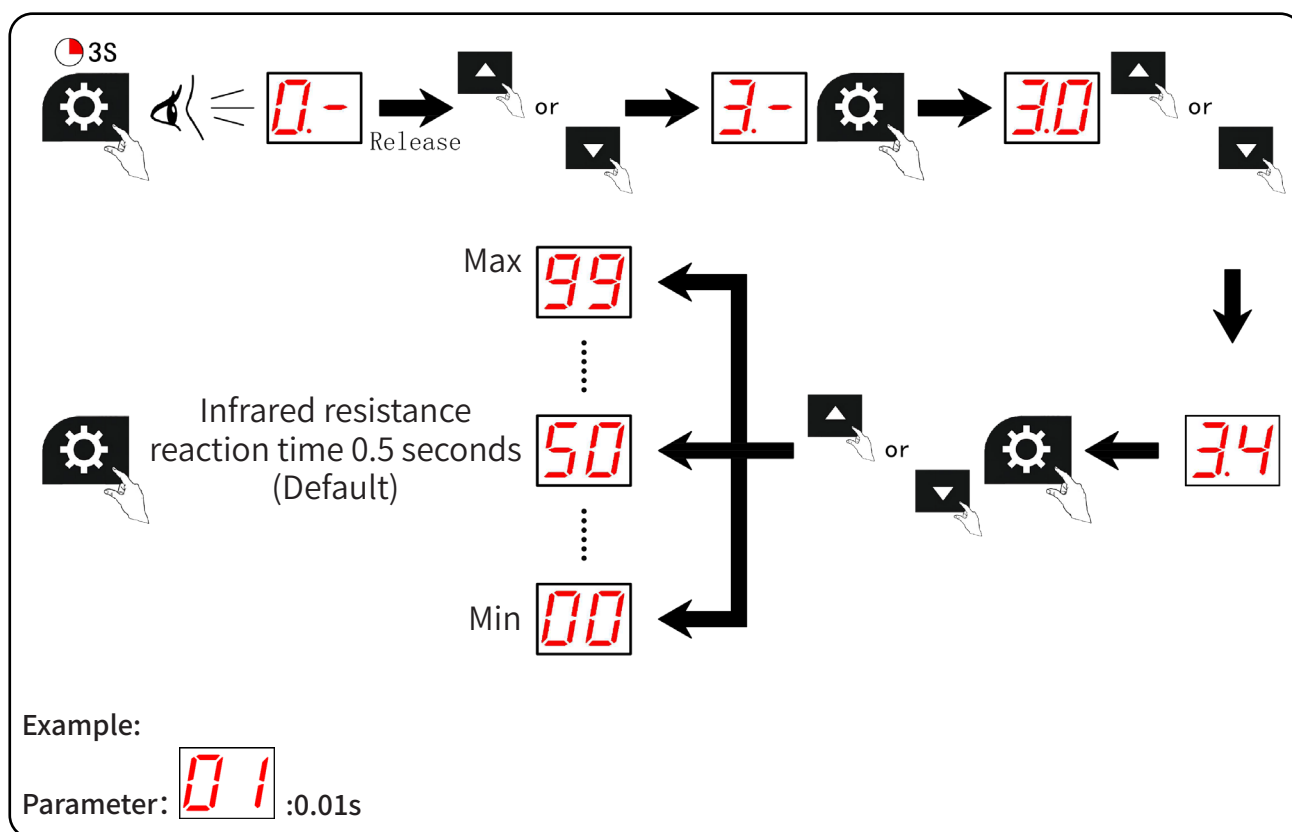 3S
0.-
Release
or
3.-
3.0
or
Max
99
Infrared resistance
reaction time 0.5 seconds
(Default)
50
or
3.4
Min
00
Example:
Parameter: 01 :0.01s